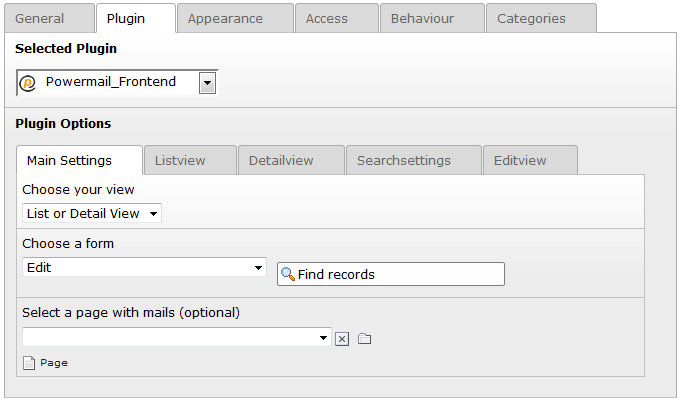 General Plugin Appearance Access Behaviour Categories
Selected Plugin
Powermail_Frontend
Plugin Options
Main Settings Listview Detailview Searchsettings Editview
Choose your view
List or Detail View
Choose a form
Edit Find records
Select a page with mails (optional)
Page